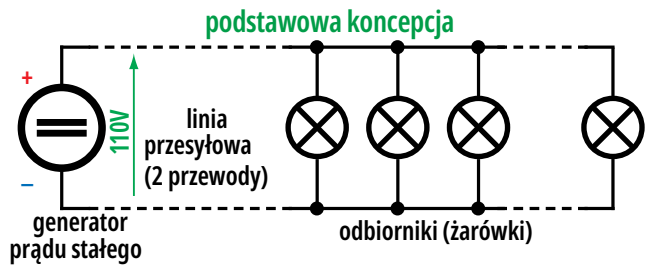 podstawowa koncepcja
+
110V
linia
przesyłowa
(2 przewody)
–
generator
prądu stałego
odbiorniki (żarówki)